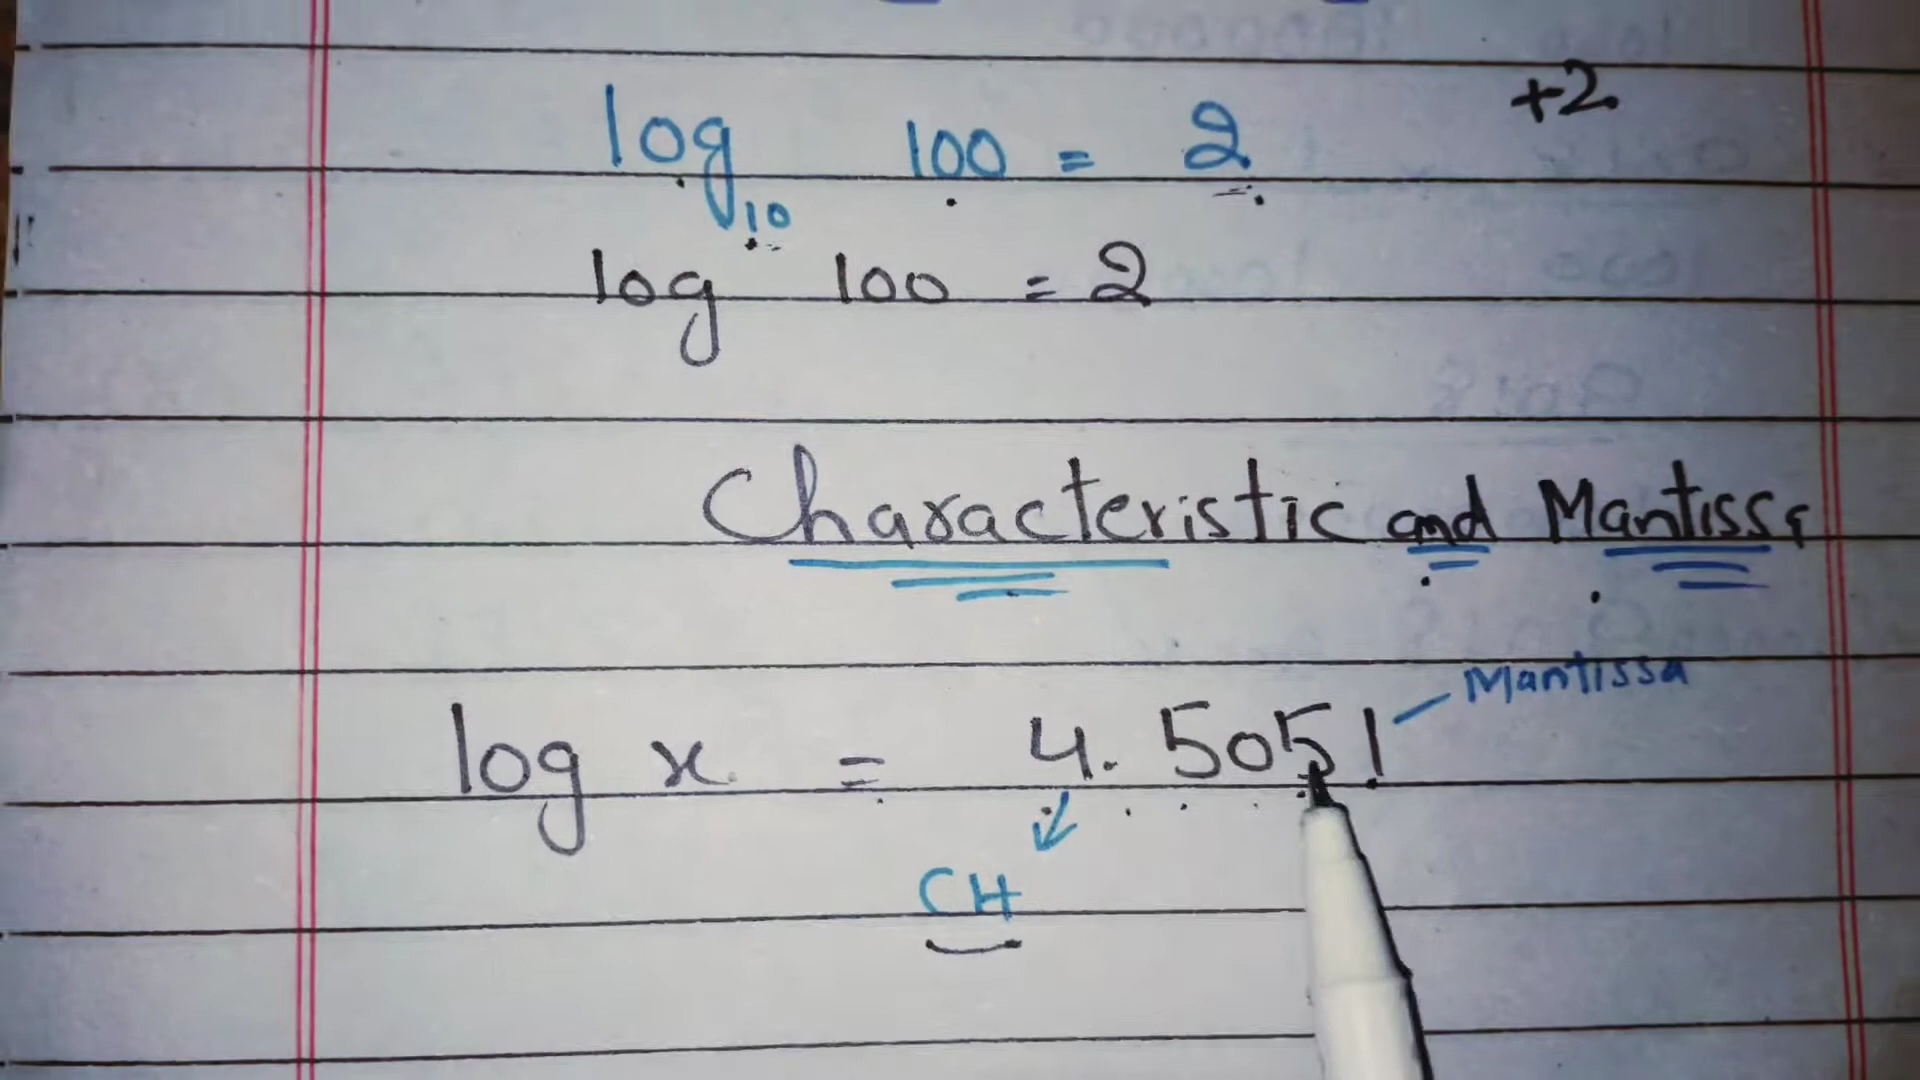 +2
log₁₀ 100 = 2
log 100 = 2
Characteristic and Mantissa
Mantissa
log x = 4.5051
CH